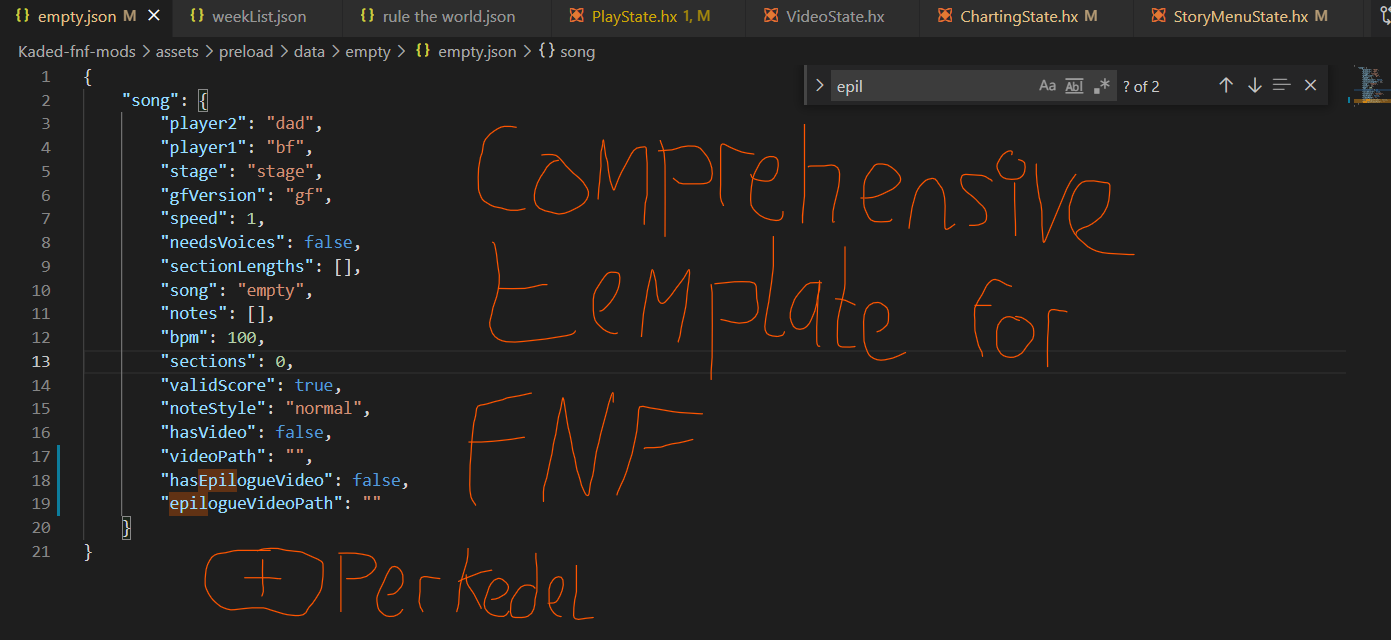 empty.json M weekList.json rule the world.json PlayState.hx 1, M VideoState.hx ChartingState.hx M StoryMenuState.hx M
Kaded-fnf-mods > assets > preload > data > empty > {} empty.json > {} song
epil Aa Abl .* ? of 2
1 {
2 "song": {
3 "player2": "dad",
4 "player1": "bf",
5 "stage": "stage",
6 "gfVersion": "gf",
7 "speed": 1,
8 "needsVoices": false,
9 "sectionLengths": [],
10 "song": "empty",
11 "notes": [],
12 "bpm": 100,
13 "sections": 0,
14 "validScore": true,
15 "noteStyle": "normal",
16 "hasVideo": false,
17 "videoPath": "",
18 "hasEpilogueVideo": false,
19 "epilogueVideoPath": ""
20 }
21 }
Comprehensive
template for
FNF
+ Perkedel